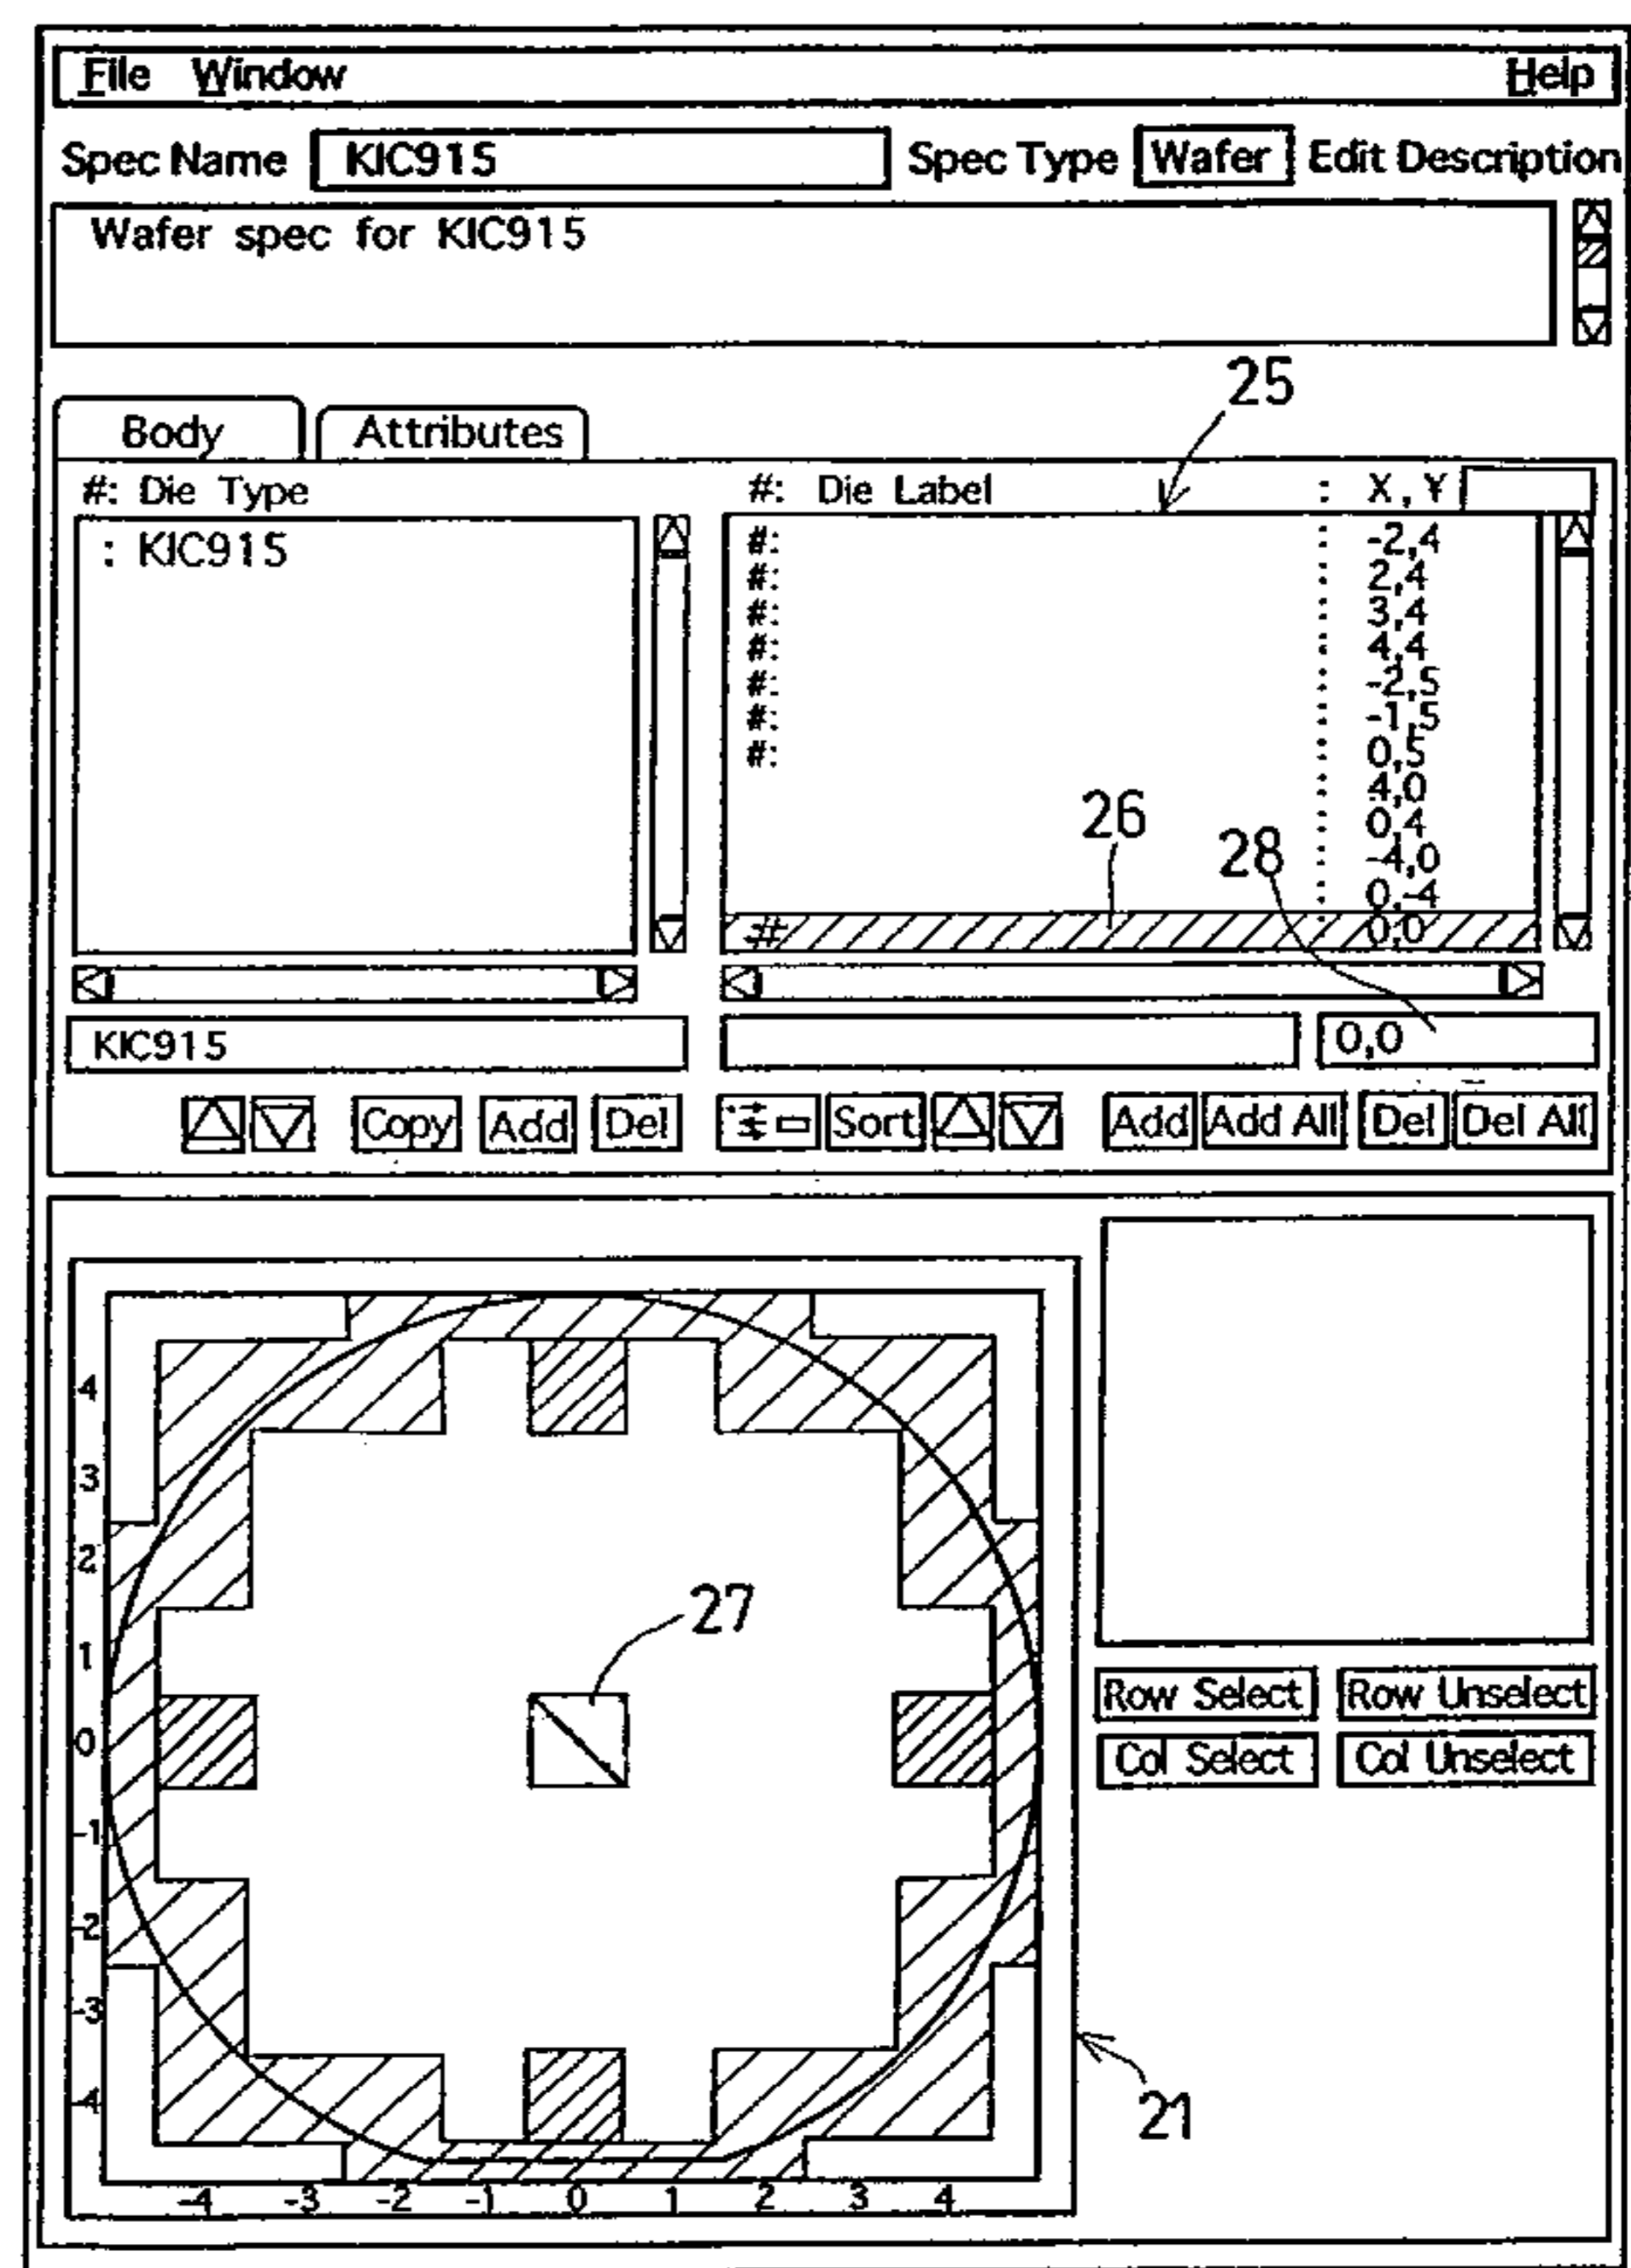 File Window Help
Spec Name KIC915 Spec Type Wafer Edit Description
Wafer spec for KIC915
25
Body Attributes
#: Die Type #: Die Label : X,¥
: KIC915
#: : -2,4
#: : 2,4
#: : 3,4
#: : 4,4
#: : -2,5
#: : -1,5
#: : 0,5
: 4,0
26
: 0,4
28
: -4,0
: 0,-4
:# : 0,0
KIC915 0,0
Copy Add Del Sort Add Add All Del Del All
4
3
2
27
1
Row Select Row Unselect
0
Col Select Col Unselect
-1
-2
-3
-4
21
-4 -3 -2 -1 0 1 2 3 4